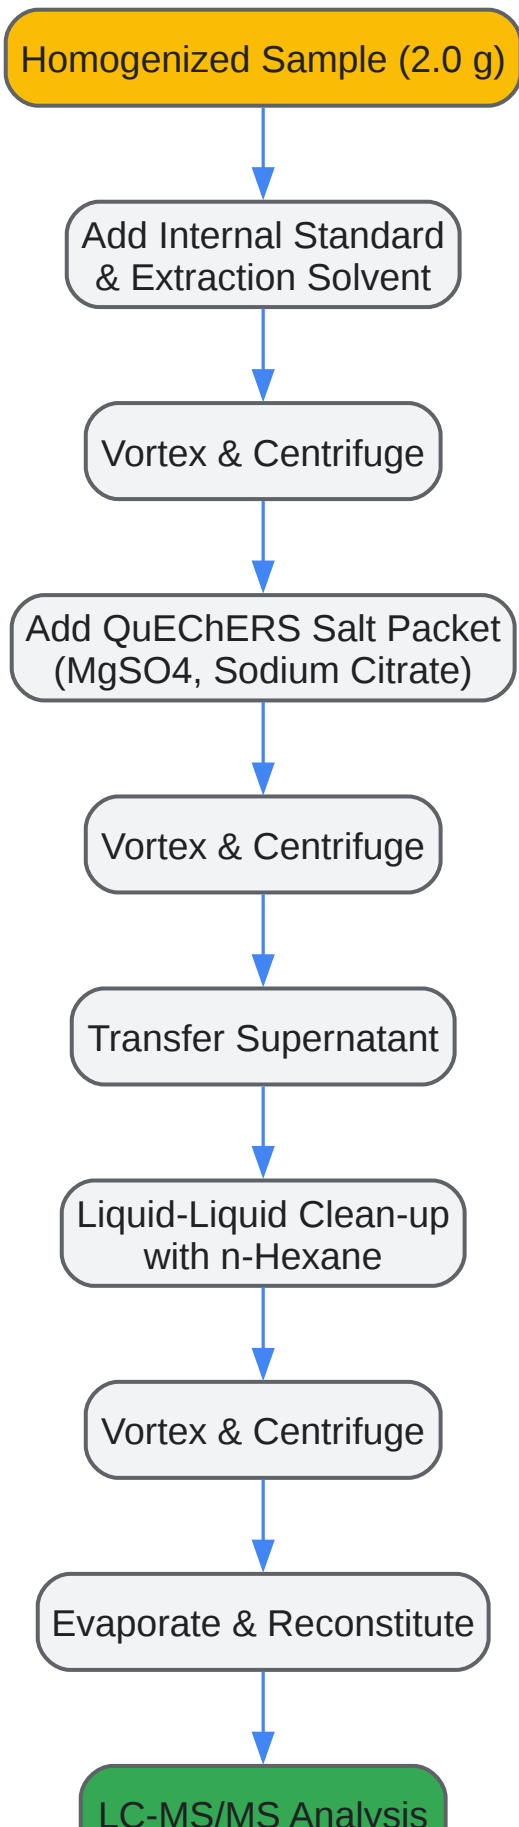 Homogenized Sample (2.0 g)
Add Internal Standard
& Extraction Solvent
Vortex & Centrifuge
Add QuEChERS Salt Packet
(MgSO4, Sodium Citrate)
Vortex & Centrifuge
Transfer Supernatant
Liquid-Liquid Clean-up
with n-Hexane
Vortex & Centrifuge
Evaporate & Reconstitute
LC-MS/MS Analysis